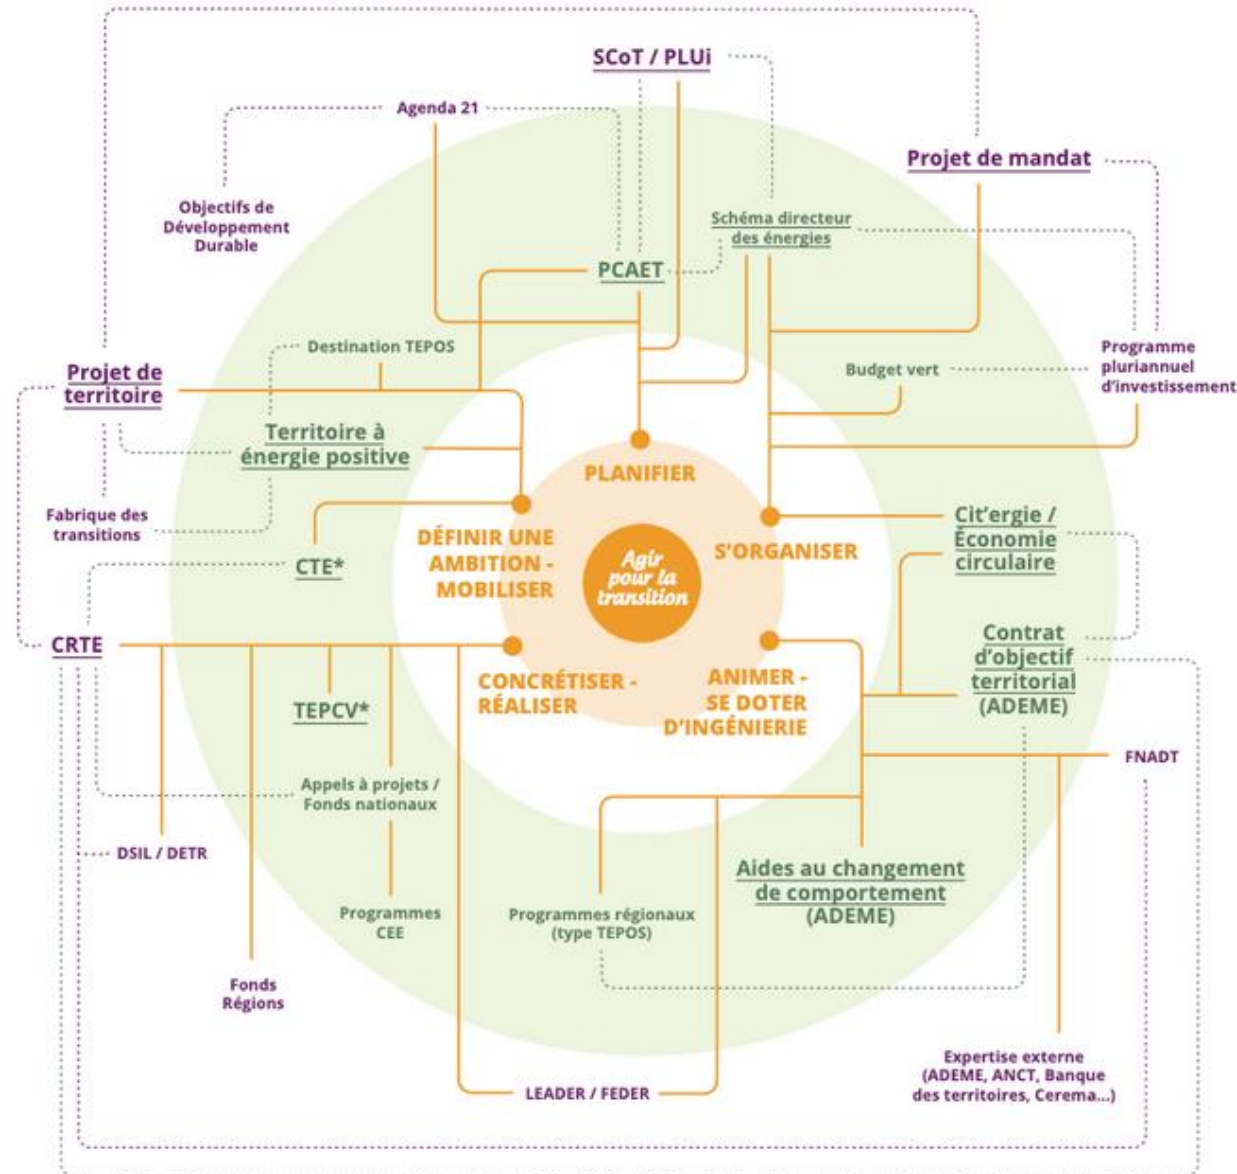 SCoT / PLUi
Agenda 21
Projet de mandat
Objectifs de
Développement
Durable
Schéma directeur
des énergies
PCAET
Destination TEPOS
Projet de
territoire
Budget vert
Programme
pluriannuel
d'investissement
Territoire à
énergie positive
PLANIFIER
Fabrique des
transitions
CTE*
DÉFINIR UNE
AMBITION -
MOBILISER
Agir
pour la
transition
S'ORGANISER
Cit'ergie /
Économie
circulaire
CRTE
CONCRÉTISER -
RÉALISER
ANIMER -
SE DOTER
D'INGÉNIERIE
Contrat
d'objectif
territorial
(ADEME)
TEPCV*
FNADT
Appels à projets /
Fonds nationaux
DSIL / DETR
Programmes
CEE
Programmes régionaux
(type TEPOS)
Aides au changement
de comportement
(ADEME)
Fonds
Régions
LEADER / FEDER
Expertise externe
(ADEME, ANCT, Banque
des territoires, Cerema...)